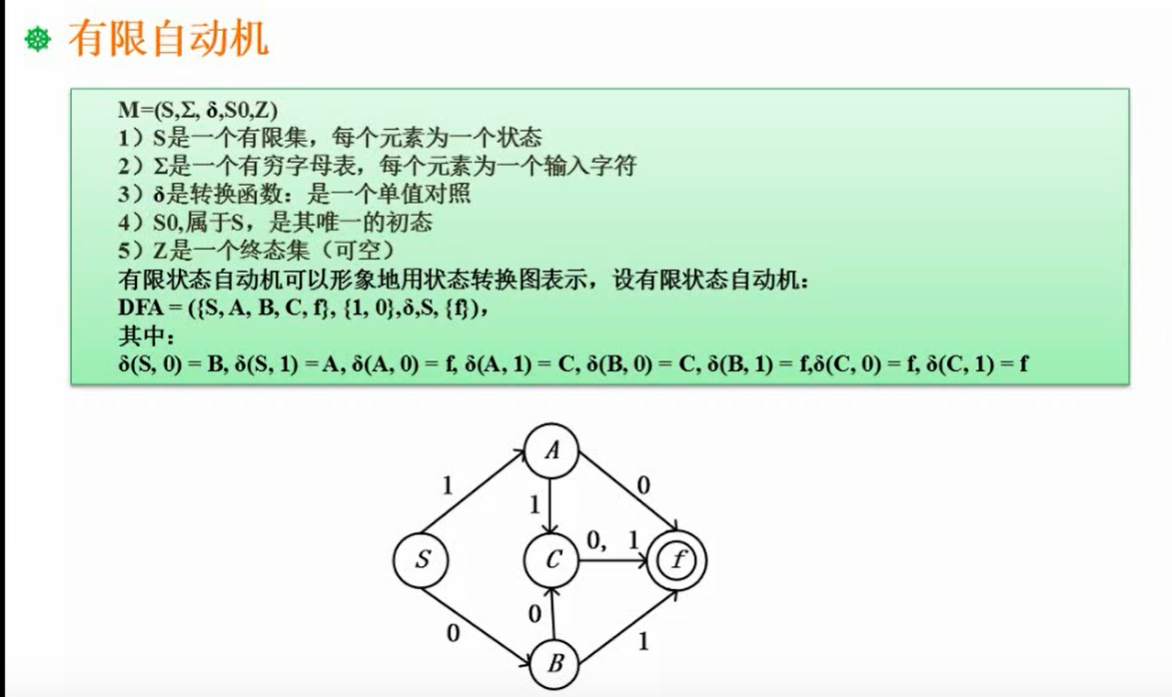 有限自动机
M=(S,Σ, δ,S0,Z)
1）S是一个有限集，每个元素为一个状态
2）Σ是一个有穷字母表，每个元素为一个输入字符
3）δ是转换函数：是一个单值对照
4）S0,属于S，是其唯一的初态
5）Z是一个终态集（可空）
有限状态自动机可以形象地用状态转换图表示，设有限状态自动机：
DFA = ({S, A, B, C, f}, {1, 0},δ,S, {f})，
其中：
δ(S, 0) = B, δ(S, 1) = A, δ(A, 0) = f, δ(A, 1) = C, δ(B, 0) = C, δ(B, 1) = f,δ(C, 0) = f, δ(C, 1) = f
A
1
0
1
0, 1
S
C
f
0
0
1
B